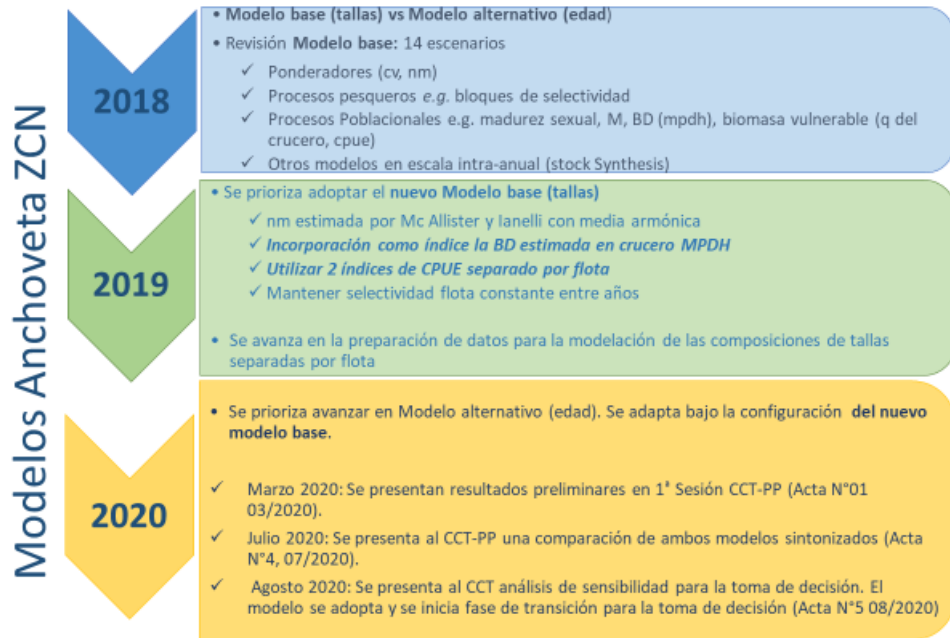 Modelos Anchoveta ZCN
2018
• Modelo base (tallas) vs Modelo alternativo (edad)
• Revisión Modelo base: 14 escenarios
✓ Ponderadores (cv, nm)
✓ Procesos pesqueros e.g. bloques de selectividad
✓ Procesos Poblacionales e.g. madurez sexual, M, BD (mpdh), biomasa vulnerable (q del
crucero, cpue)
✓ Otros modelos en escala intra-anual (stock Synthesis)
2019
• Se prioriza adoptar el nuevo Modelo base (tallas)
✓ nm estimada por Mc Allister y Ianelli con media armónica
✓ Incorporación como índice la BD estimada en crucero MPDH
✓ Utilizar 2 índices de CPUE separado por flota
✓ Mantener selectividad flota constante entre años
• Se avanza en la preparación de datos para la modelación de las composiciones de tallas
separadas por flota
2020
• Se prioriza avanzar en Modelo alternativo (edad). Se adapta bajo la configuración del nuevo
modelo base.
✓ Marzo 2020: Se presentan resultados preliminares en 1ª Sesión CCT-PP (Acta N°01
03/2020).
✓ Julio 2020: Se presenta al CCT-PP una comparación de ambos modelos sintonizados (Acta
N°4, 07/2020).
✓ Agosto 2020: Se presenta al CCT análisis de sensibilidad para la toma de decisión. El
modelo se adopta y se inicia fase de transición para la toma de decisión (Acta N°5 08/2020)